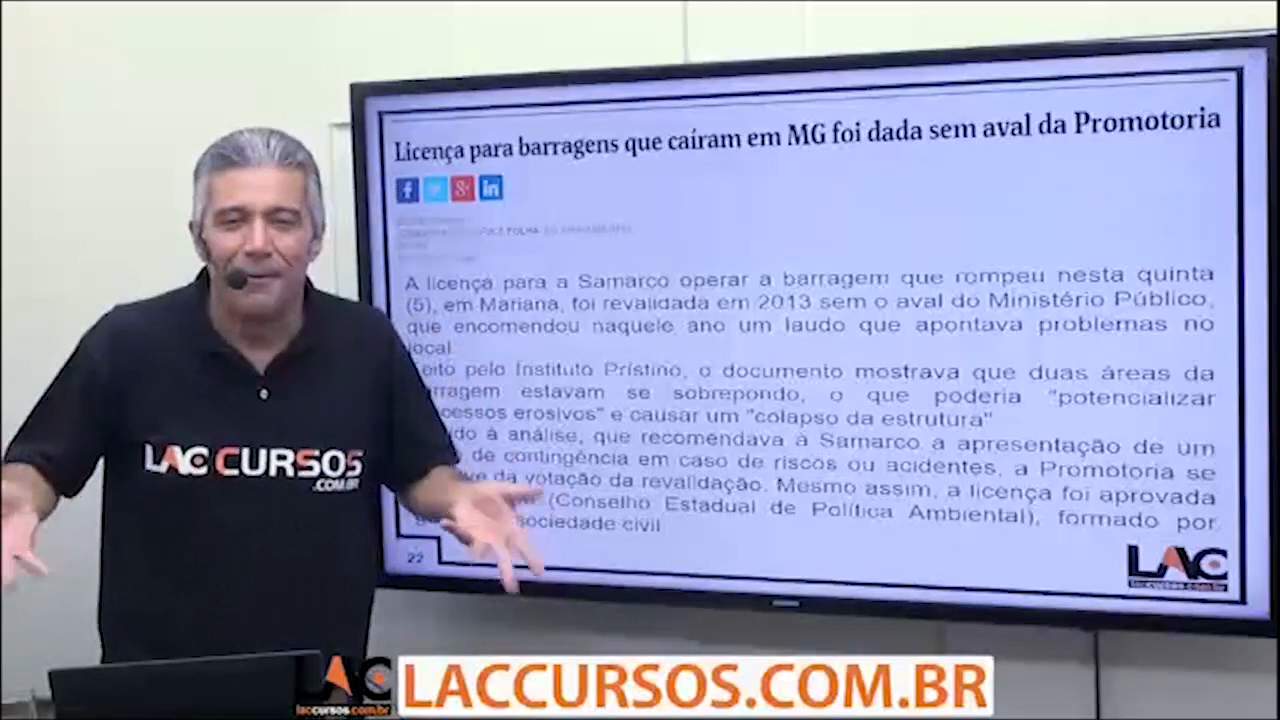 Licença para barragens que caíram em MG foi dada sem aval da Promotoria
A licença para a Samarco operar a barragem que rompeu nesta quinta
(5), em Mariana, foi revalidada em 2013 sem o aval do Ministério Público,
que encomendou naquele ano um laudo que apontava problemas no
local.
pelo Instituto Prístino, o documento mostrava que duas áreas da
estavam se sobrepondo, o que poderia "potencializar
erosivos" e causar um "colapso da estrutura"
à análise, que recomendava à Samarco a apresentação de um
de contingência em caso de riscos ou acidentes, a Promotoria se
da votação da revalidação. Mesmo assim, a licença foi aprovada
(Conselho Estadual de Política Ambiental), formado por
sociedade civil
22
LAC
laccursos.com.br
LAC CURSOS
.COM.BR
LAC
laccursos.com.br
LACCURSOS.COM.BR